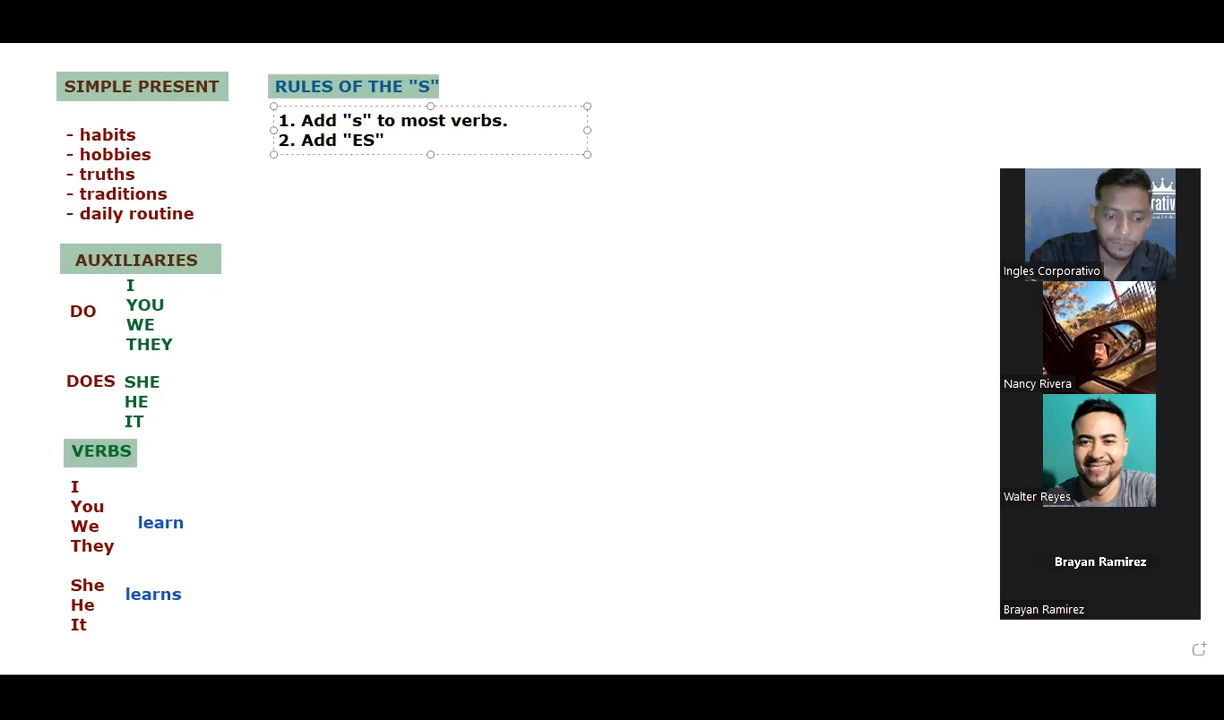 SIMPLE PRESENT
- habits
- hobbies
- truths
- traditions
- daily routine
AUXILIARIES
DO
I
YOU
WE
THEY
DOES
SHE
HE
IT
VERBS
I
You
We
They
learn
She
He
It
learns
RULES OF THE "S"
1. Add "s" to most verbs.
2. Add "ES"
Ingles Corporativo
Nancy Rivera
Walter Reyes
Brayan Ramirez
Brayan Ramirez